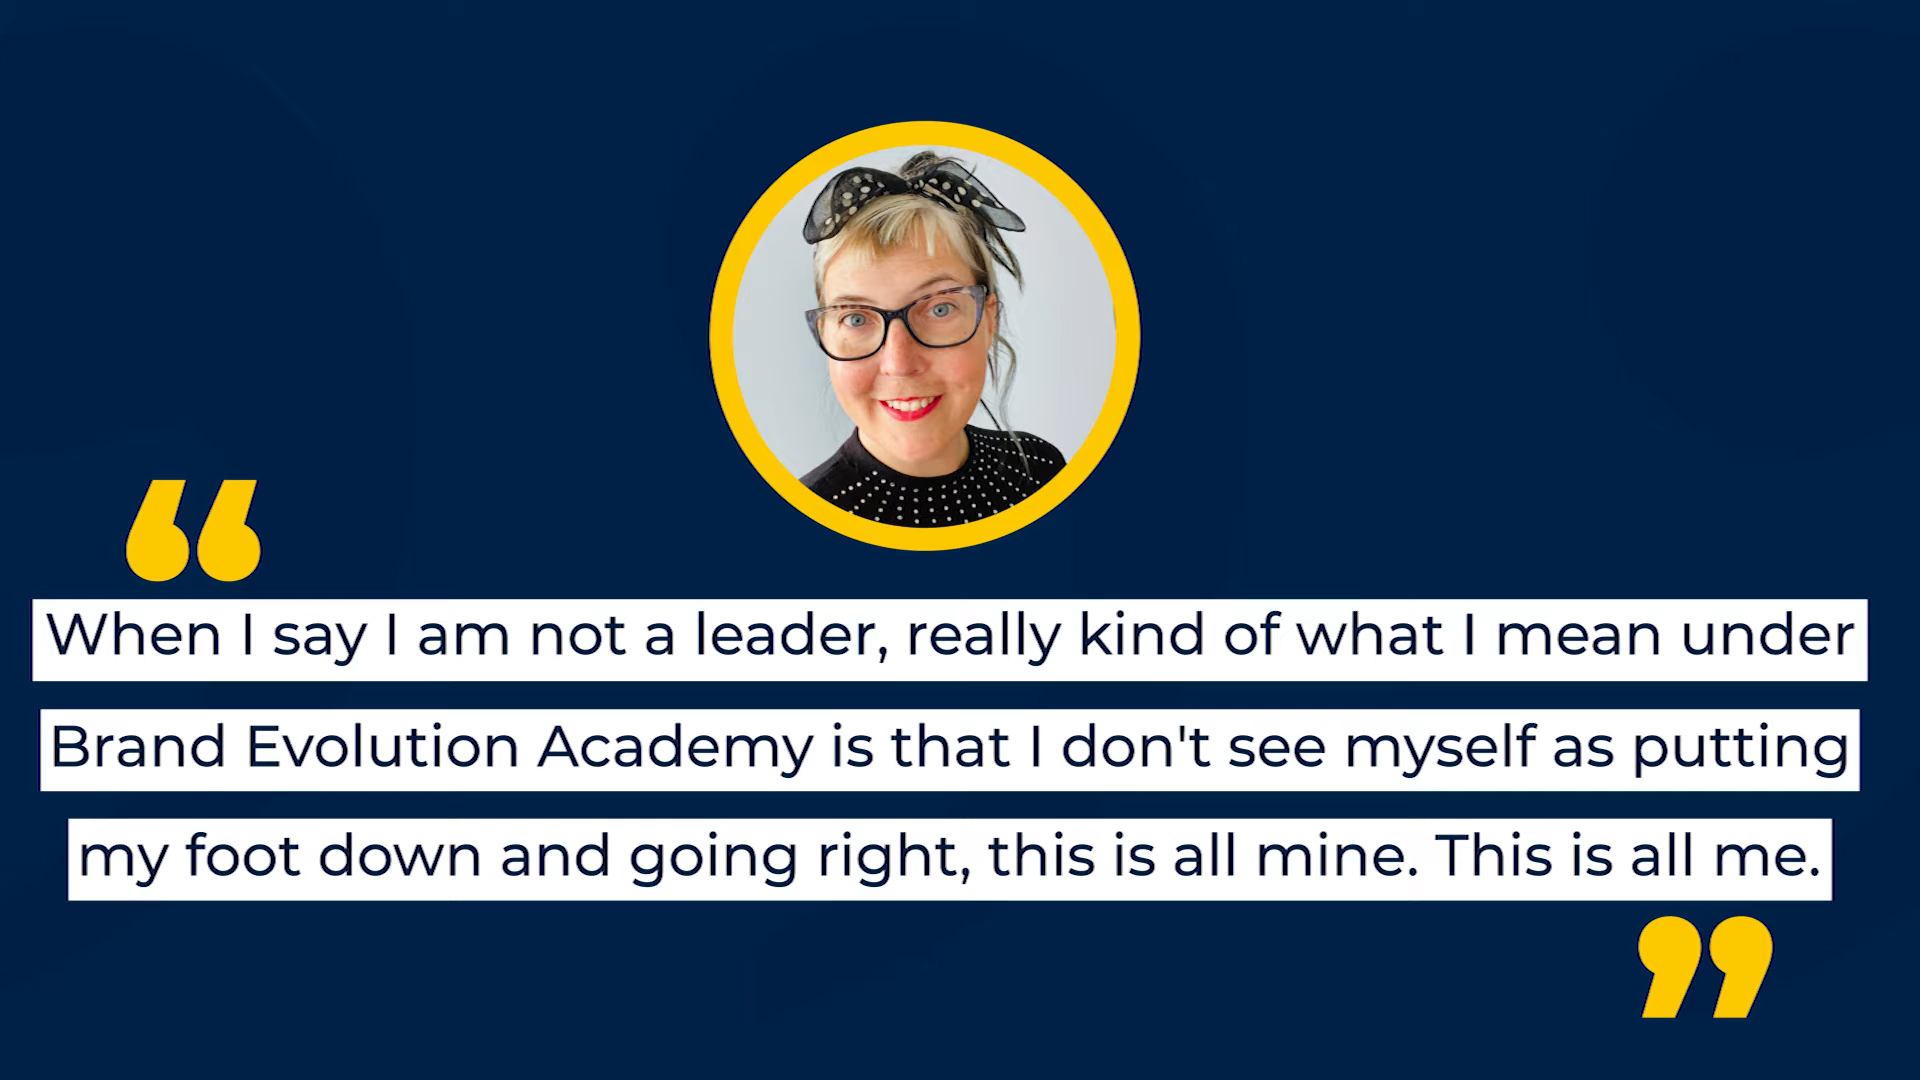 “
When I say I am not a leader, really kind of what I mean under
Brand Evolution Academy is that I don't see myself as putting
my foot down and going right, this is all mine. This is all me.
”